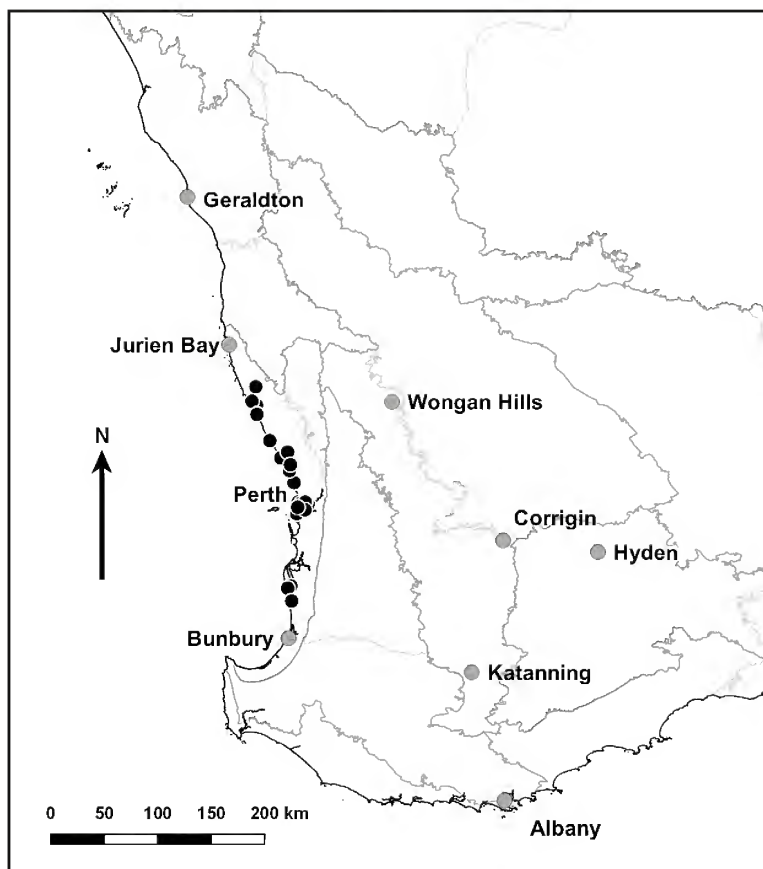 Geraldton
Jurien Bay
Wongan Hills
N
Perth
Corrigin
Hyden
Bunbury
Katanning
0 50 100 150 200 km
Albany